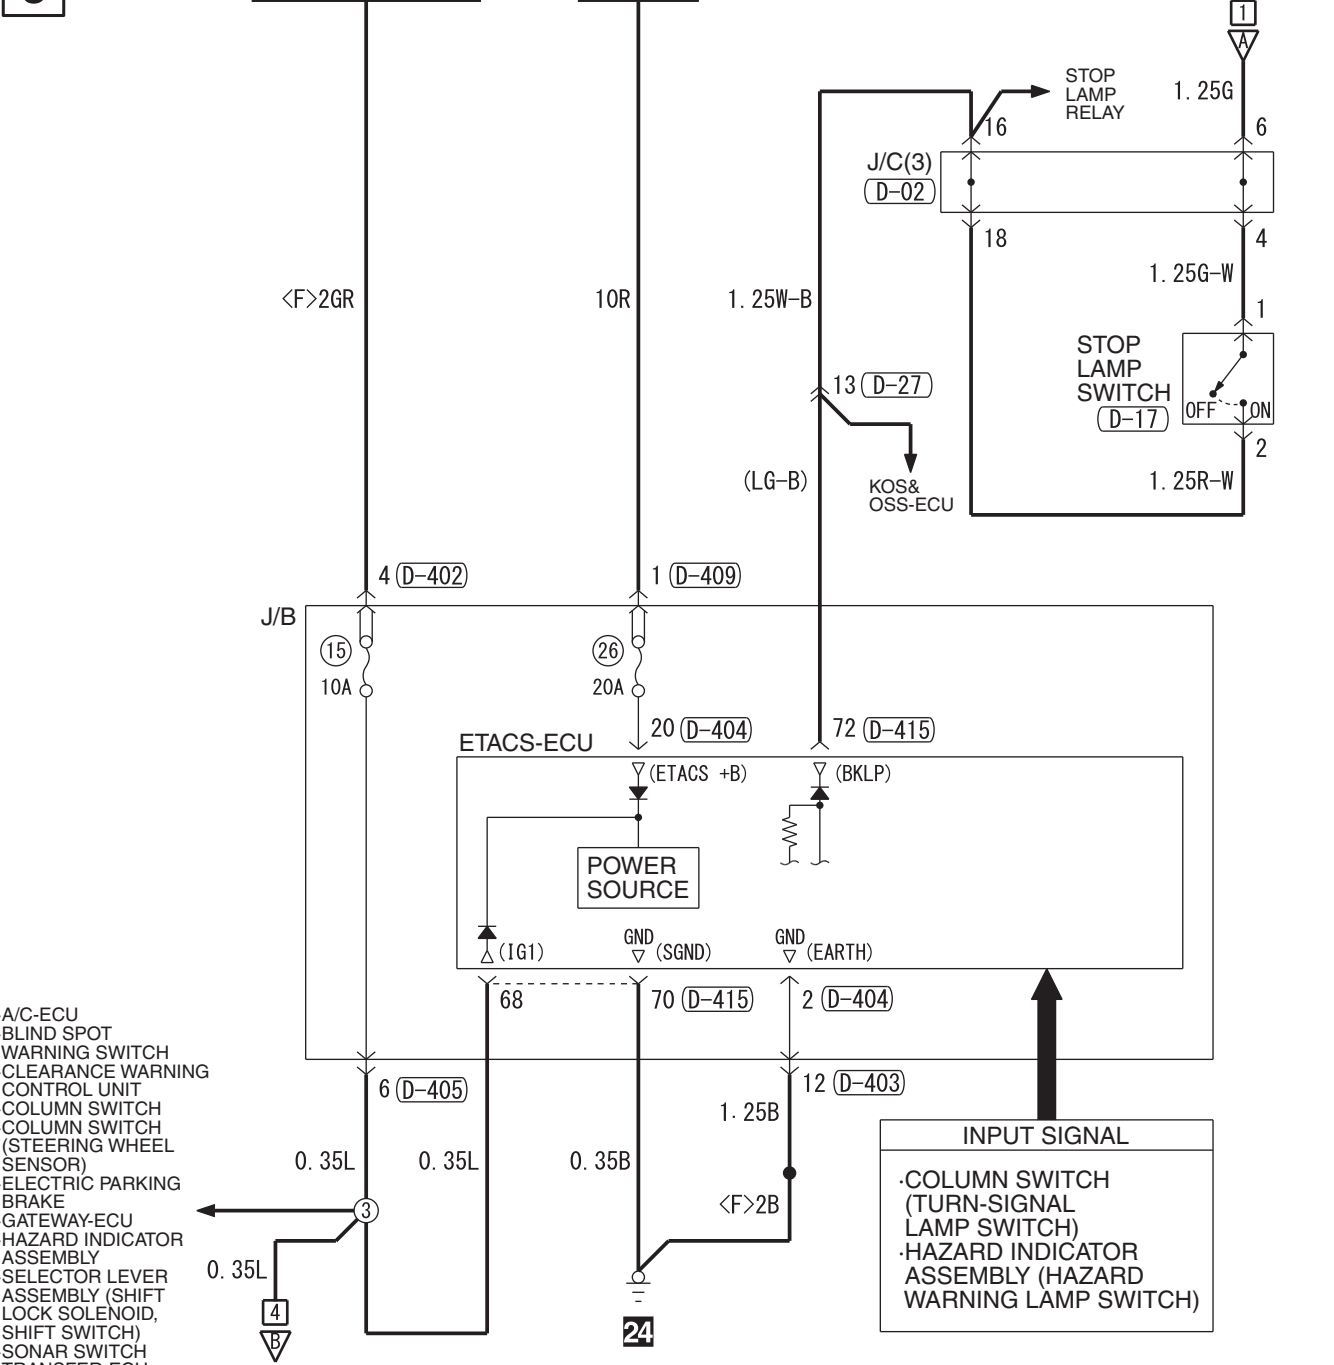 1
A
STOP
LAMP
RELAY
1.25G
16
6
J/C(3)
D-02
18
4
<F>2GR
10R
1.25W-B
1.25G-W
1
STOP
LAMP
SWITCH
D-17
OFF
ON
2
13 D-27
(LG-B)
KOS&
OSS-ECU
1.25R-W
4 D-402
1 D-409
J/B
15
10A
26
20A
20 D-404
72 D-415
ETACS-ECU
(ETACS +B)
(BKLP)
POWER
SOURCE
(IG1)
GND
(SGND)
GND
(EARTH)
68
70 D-415
2 D-404
6 D-405
12 D-403
1.25B
0.35L
0.35L
0.35B
<F>2B
3
0.35L
4
B
24
·A/C-ECU
·BLIND SPOT
WARNING SWITCH
·CLEARANCE WARNING
CONTROL UNIT
·COLUMN SWITCH
·COLUMN SWITCH
(STEERING WHEEL
SENSOR)
·ELECTRIC PARKING
BRAKE
·GATEWAY-ECU
·HAZARD INDICATOR
ASSEMBLY
·SELECTOR LEVER
ASSEMBLY (SHIFT
LOCK SOLENOID,
SHIFT SWITCH)
·SONAR SWITCH
·TRANSFER-ECU
INPUT SIGNAL
·COLUMN SWITCH
(TURN-SIGNAL
LAMP SWITCH)
·HAZARD INDICATOR
ASSEMBLY (HAZARD
WARNING LAMP SWITCH)